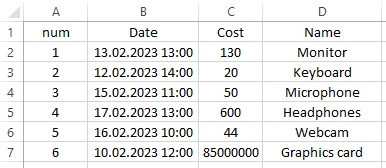 A B C D
1 num Date Cost Name
2 1 13.02.2023 13:00 130 Monitor
3 2 12.02.2023 14:00 20 Keyboard
4 3 15.02.2023 11:00 50 Microphone
5 4 17.02.2023 13:00 600 Headphones
6 5 16.02.2023 10:00 44 Webcam
7 6 10.02.2023 12:00 85000000 Graphics card